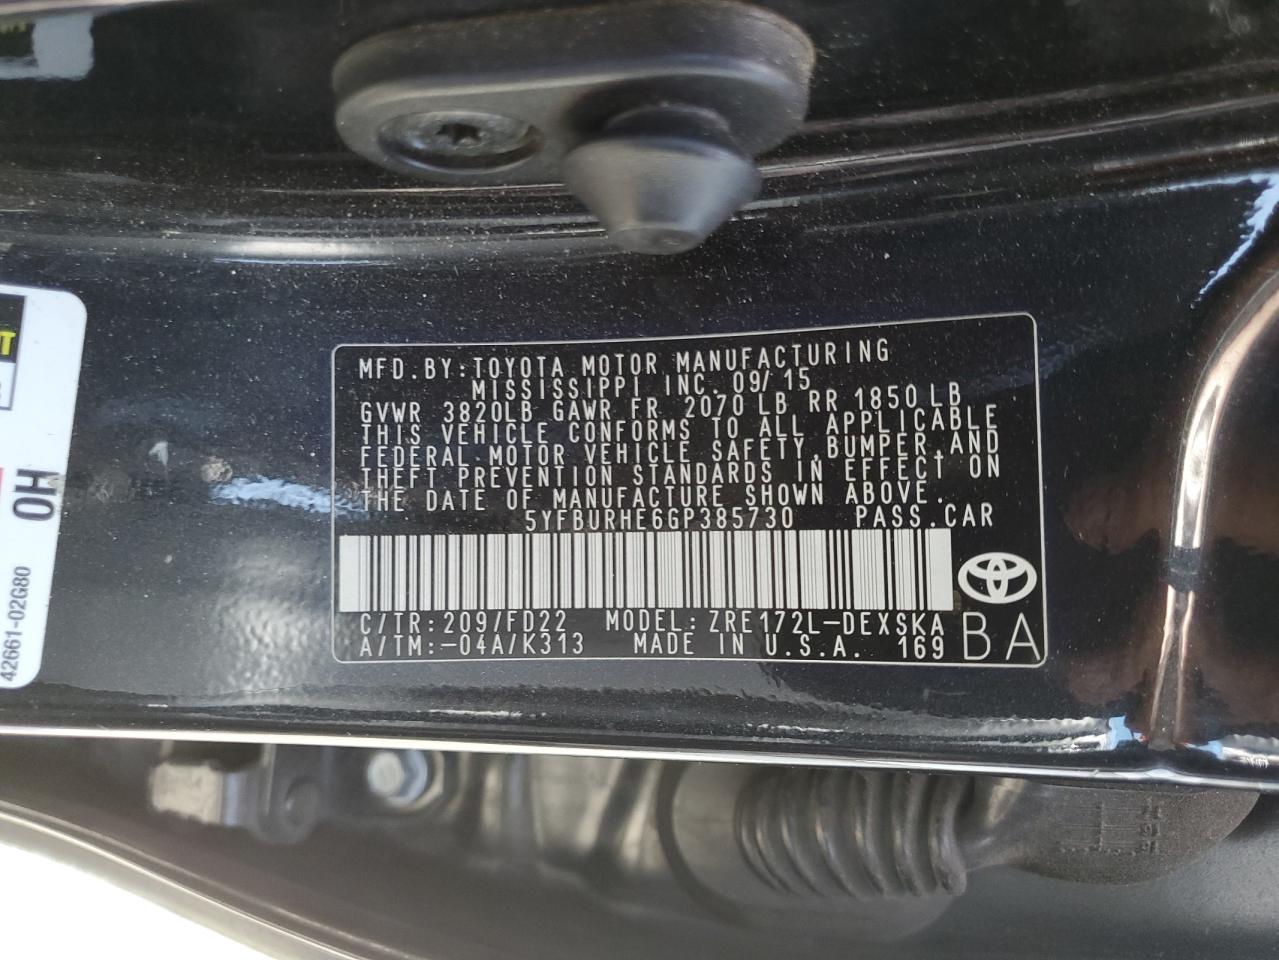 MFD.BY:TOYOTA MOTOR MANUFACTURING
MISSISSIPPI INC. 09/15
GVWR 3820LB GAWR FR 2070 LB RR 1850 LB
THIS VEHICLE CONFORMS TO ALL APPLICABLE
FEDERAL MOTOR VEHICLE SAFETY,BUMPER,AND
THEFT PREVENTION STANDARDS IN EFFECT ON
THE DATE OF MANUFACTURE SHOWN ABOVE.
5YFBURHE6GP385730 PASS.CAR
C/TR:209/FD22 MODEL:ZRE172L-DEXSKA
A/TM:-04A/K313 MADE IN U.S.A. 169
BA
0H
42661-02G80